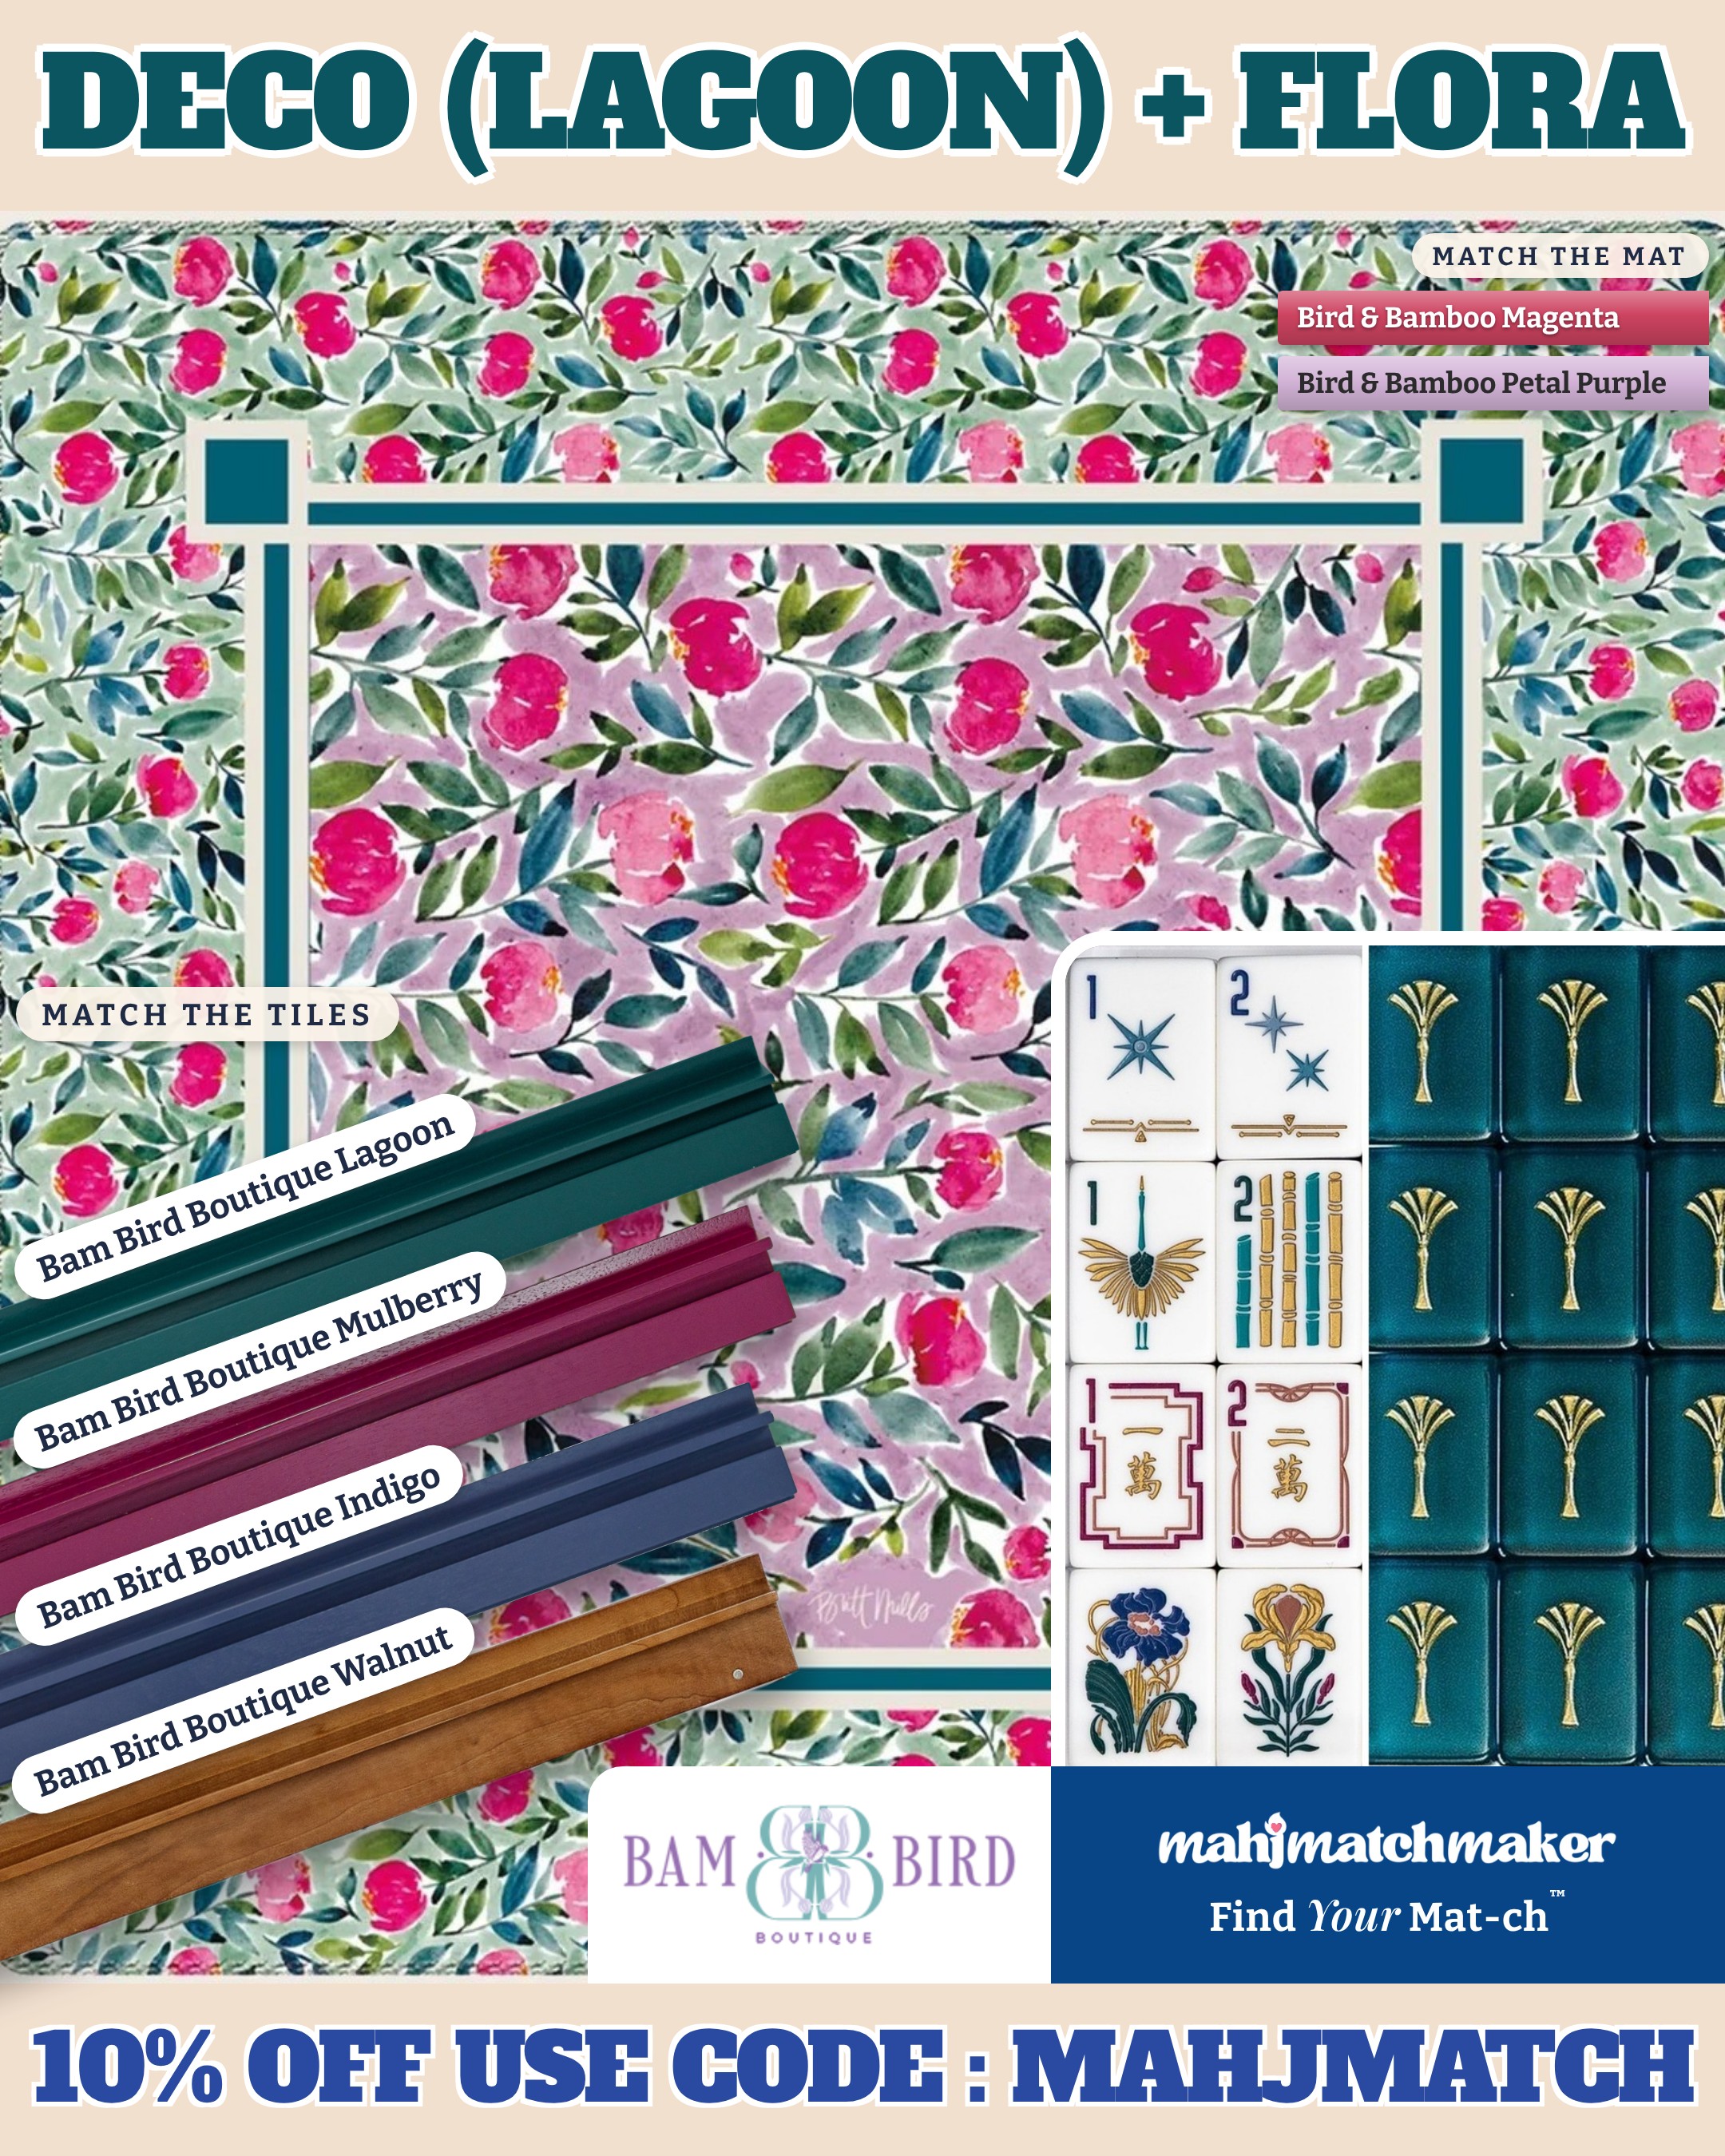 DECO (LAGOON) + FLORA
MATCH THE MAT
Bird & Bamboo Magenta
Bird & Bamboo Petal Purple
MATCH THE TILES
Bam Bird Boutique Lagoon
Bam Bird Boutique Mulberry
Bam Bird Boutique Indigo
Bam Bird Boutique Walnut
1 2
1 2
1 2
一 二
萬 萬
Britt Mills
BAM BIRD
BOUTIQUE
mahjmatchmaker
Find Your Mat-ch™
10% OFF USE CODE : MAHJMATCH